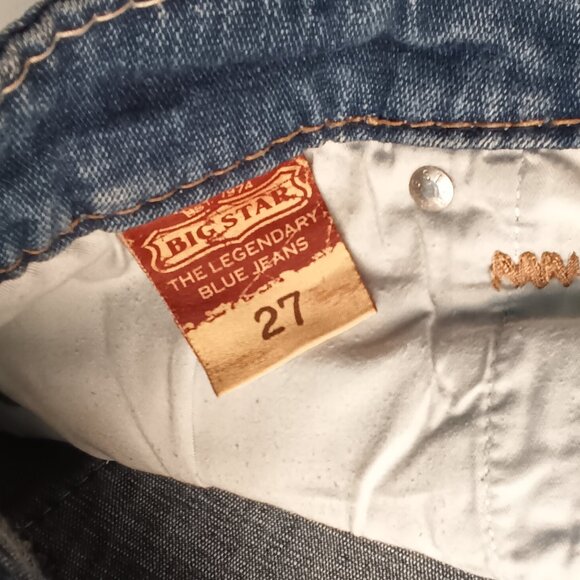 1974
BIG STAR
THE LEGENDARY
BLUE JEANS
27